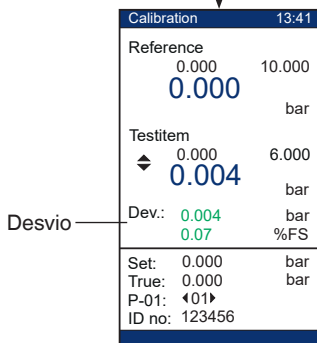 Calibration 13:41
Reference
0.000 10.000
0.000
bar
Testitem
0.000 6.000
0.004
bar
Desvio
Dev.: 0.004 bar
0.07 %FS
Set: 0.000 bar
True: 0.000 bar
P-01: 01
ID no: 123456